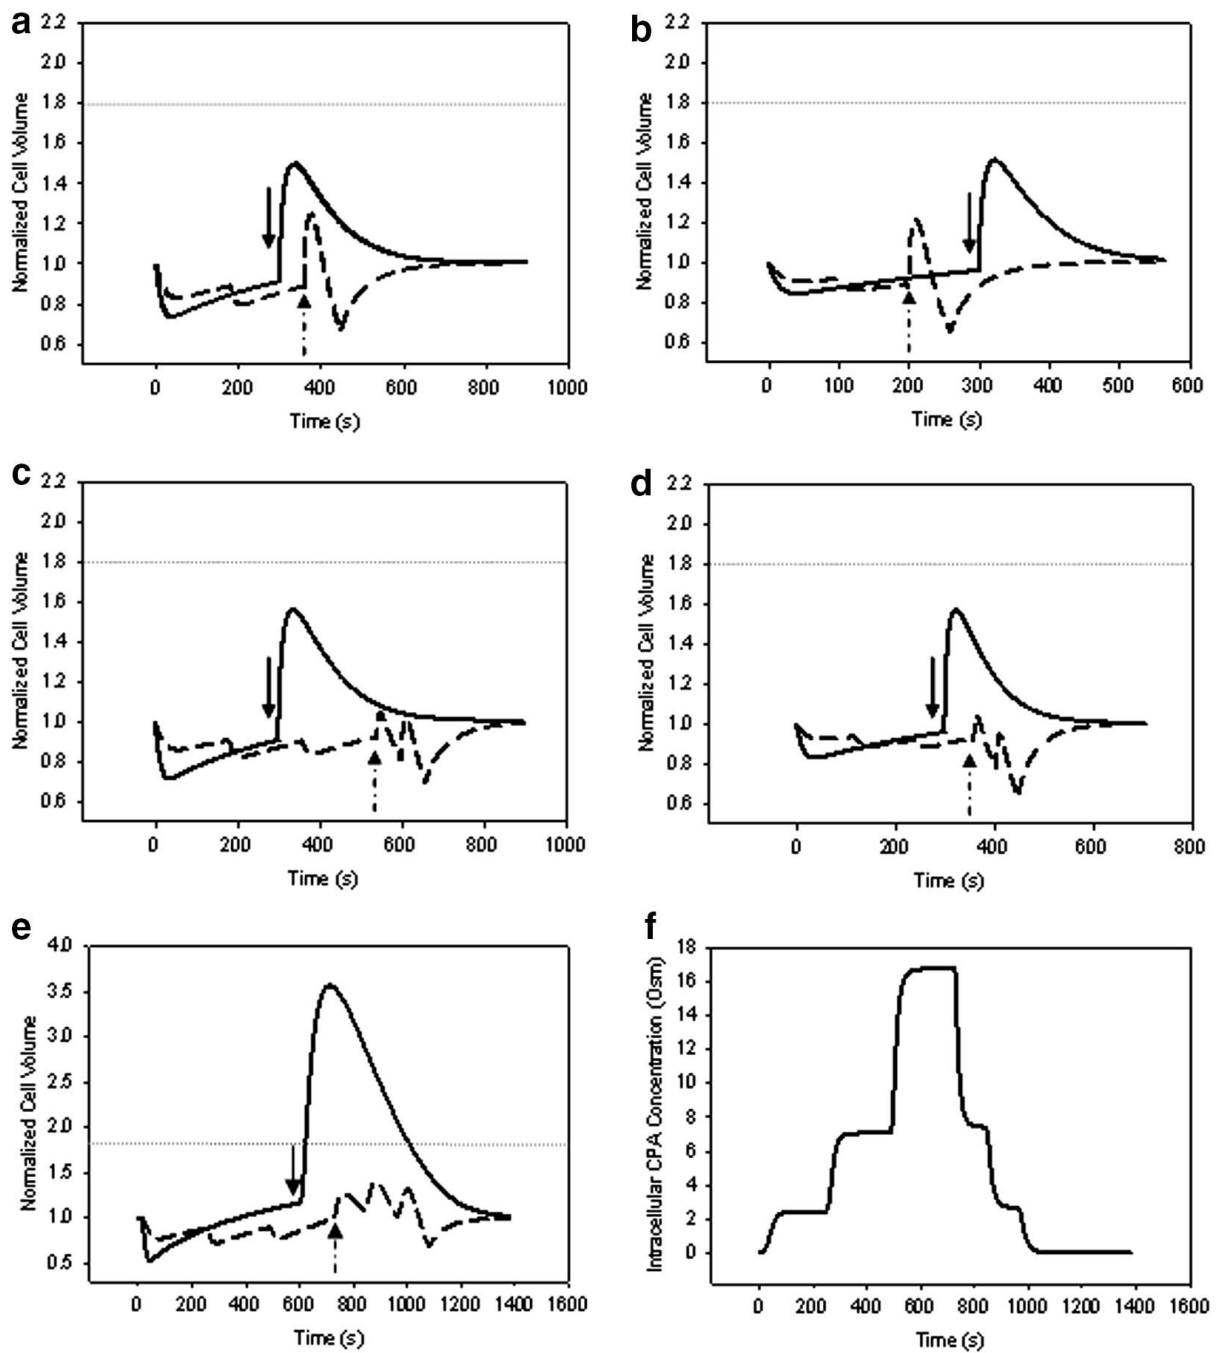 a
2.2
2.0
1.8
1.6
1.4
1.2
1.0
0.8
0.6
Normalized Cell Volume
0 200 400 600 800 1000
Time (s)
b
2.2
2.0
1.8
1.6
1.4
1.2
1.0
0.8
0.6
Normalized Cell Volume
0 100 200 300 400 500 600
Time (s)
c
2.2
2.0
1.8
1.6
1.4
1.2
1.0
0.8
0.6
Normalized Cell Volume
0 200 400 600 800 1000
Time (s)
d
2.2
2.0
1.8
1.6
1.4
1.2
1.0
0.8
0.6
Normalized Cell Volume
0 200 400 600 800
Time (s)
e
4.0
3.5
3.0
2.5
2.0
1.5
1.0
0.5
Normalized Cell Volume
0 200 400 600 800 1000 1200 1400 1600
Time (s)
f
18
16
14
12
10
8
6
4
2
0
Intracellular CPA Concentration (Osm)
0 200 400 600 800 1000 1200 1400 1600
Time (s)